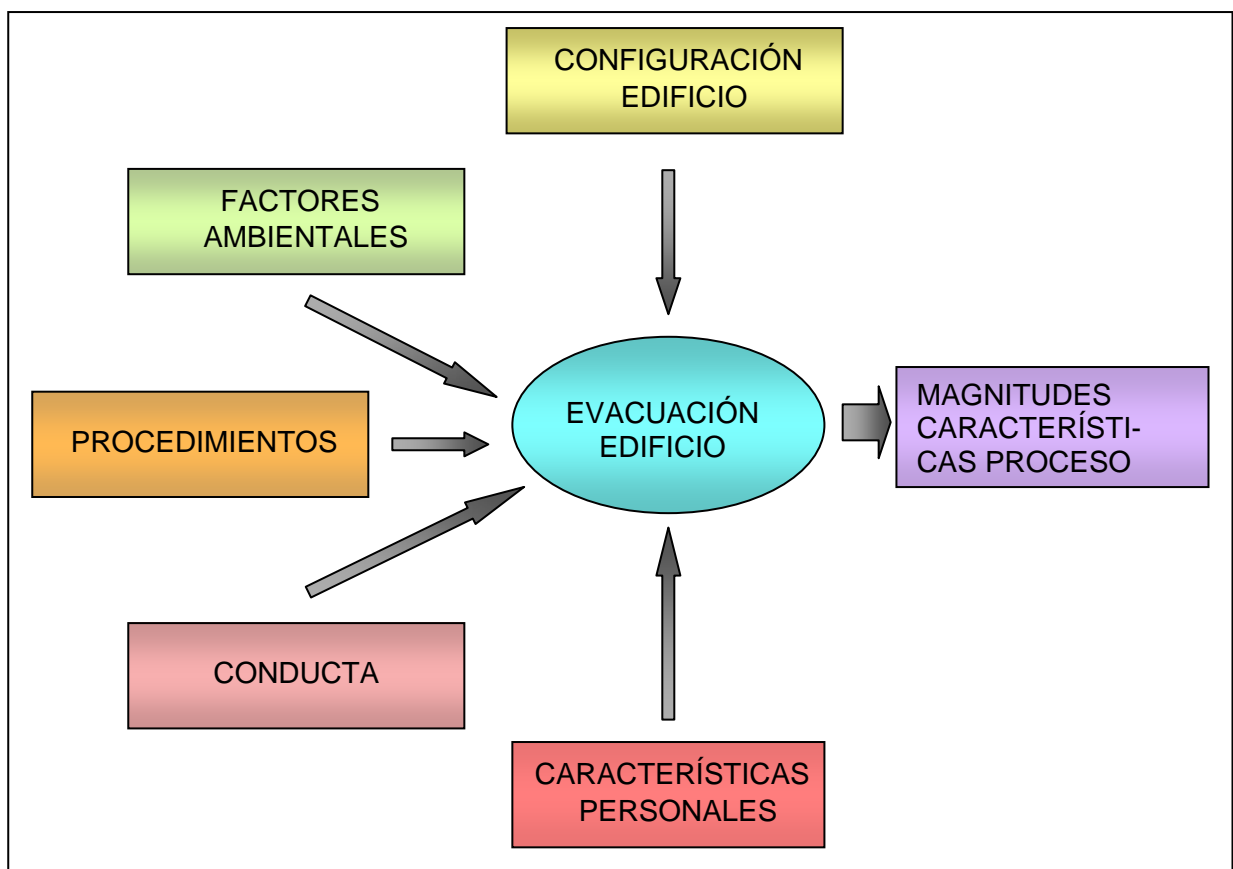 CONFIGURACIÓN
EDIFICIO
FACTORES
AMBIENTALES
PROCEDIMIENTOS
EVACUACIÓN
EDIFICIO
MAGNITUDES
CARACTERÍSTI-
CAS PROCESO
CONDUCTA
CARACTERÍSTICAS
PERSONALES